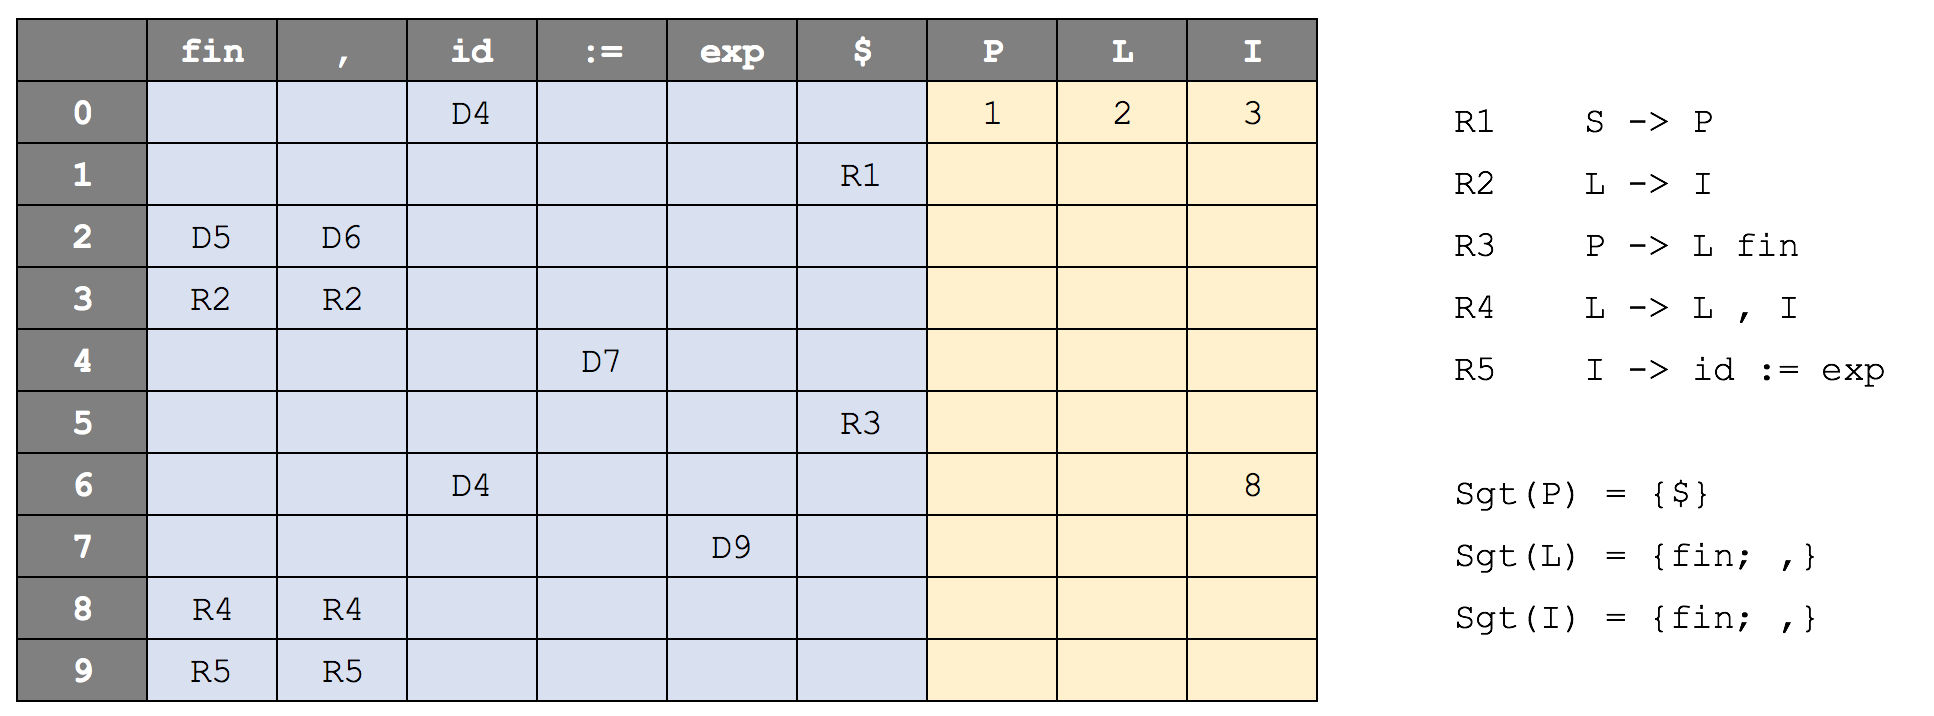 fin , id := exp $ P L I
0 D4 1 2 3
1 R1
2 D5 D6
3 R2 R2
4 D7
5 R3
6 D4 8
7 D9
8 R4 R4
9 R5 R5
R1 S -> P
R2 L -> I
R3 P -> L fin
R4 L -> L , I
R5 I -> id := exp
Sgt(P) = {$}
Sgt(L) = {fin; ,}
Sgt(I) = {fin; ,}